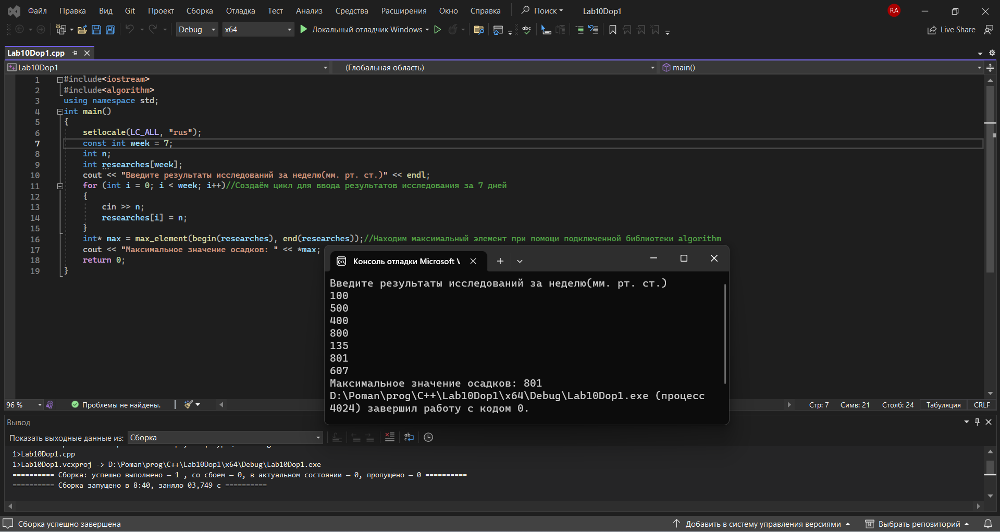 Файл Правка Вид Git Проект Сборка Отладка Тест Анализ Средства Расширения Окно Справка Поиск Lab10Dop1 RA
Debug x64 Локальный отладчик Windows Live Share
Lab10Dop1.cpp
Lab10Dop1 (Глобальная область) main()
1 #include<iostream>
2 #include<algorithm>
3 using namespace std;
4 int main()
5 {
6 setlocale(LC_ALL, "rus");
7 const int week = 7;
8 int n;
9 int researches[week];
10 cout << "Введите результаты исследований за неделю(мм. рт. ст.)" << endl;
11 for (int i = 0; i < week; i++)//Создаём цикл для ввода результатов исследования за 7 дней
12 {
13 cin >> n;
14 researches[i] = n;
15 }
16 int* max = max_element(begin(researches), end(researches));//Находим максимальный элемент при помощи подключенной библиотеки algorithm
17 cout << "Максимальное значение осадков: " << *max;
18 return 0;
19 }
Консоль отладки Microsoft V
Введите результаты исследований за неделю(мм. рт. ст.)
100
500
400
800
135
801
607
Максимальное значение осадков: 801
D:\Poman\prog\C++\Lab10Dop1\x64\Debug\Lab10Dop1.exe (процесс
4024) завершил работу с кодом 0.
96 % Проблемы не найдены. Стр: 7 Симв: 21 Столб: 24 Табуляция CRLF
Вывод
Показать выходные данные из: Сборка
1>Lab10Dop1.cpp
1>Lab10Dop1.vcxproj -> D:\Poman\prog\C++\Lab10Dop1\x64\Debug\Lab10Dop1.exe
========== Сборка: успешно выполнено — 1 , со сбоем — 0, в актуальном состоянии — 0, пропущено — 0 ==========
========== Сборка запущено в 8:40, заняло 03,749 с ==========
Сборка успешно завершена Добавить в систему управления версиями Выбрать репозиторий